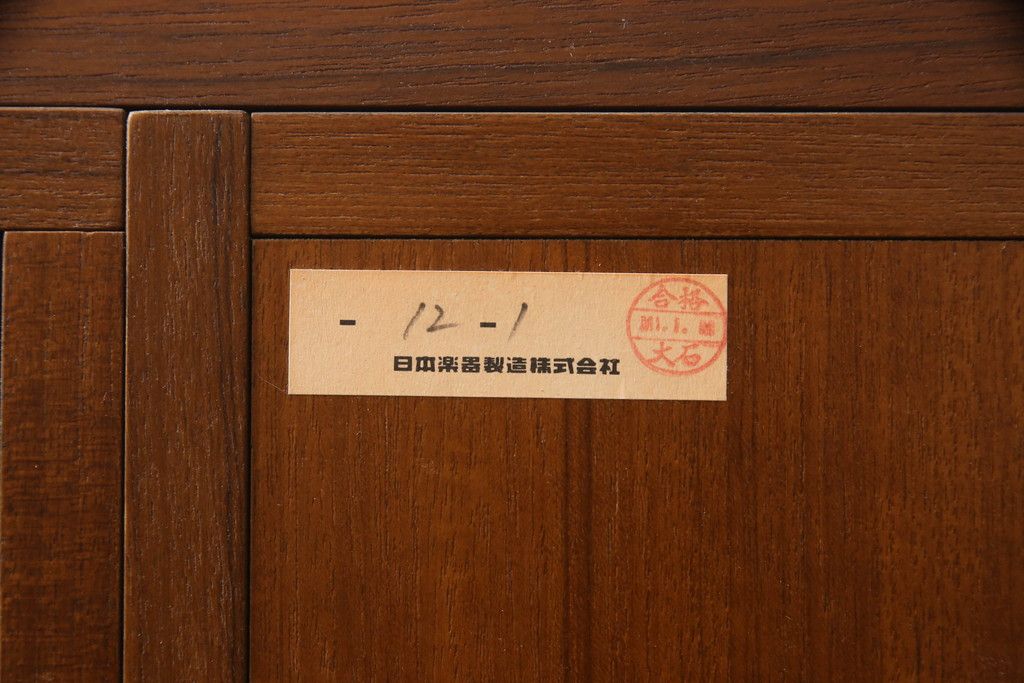 - 12 - 1
日本楽器製造株式会社
合格
大石